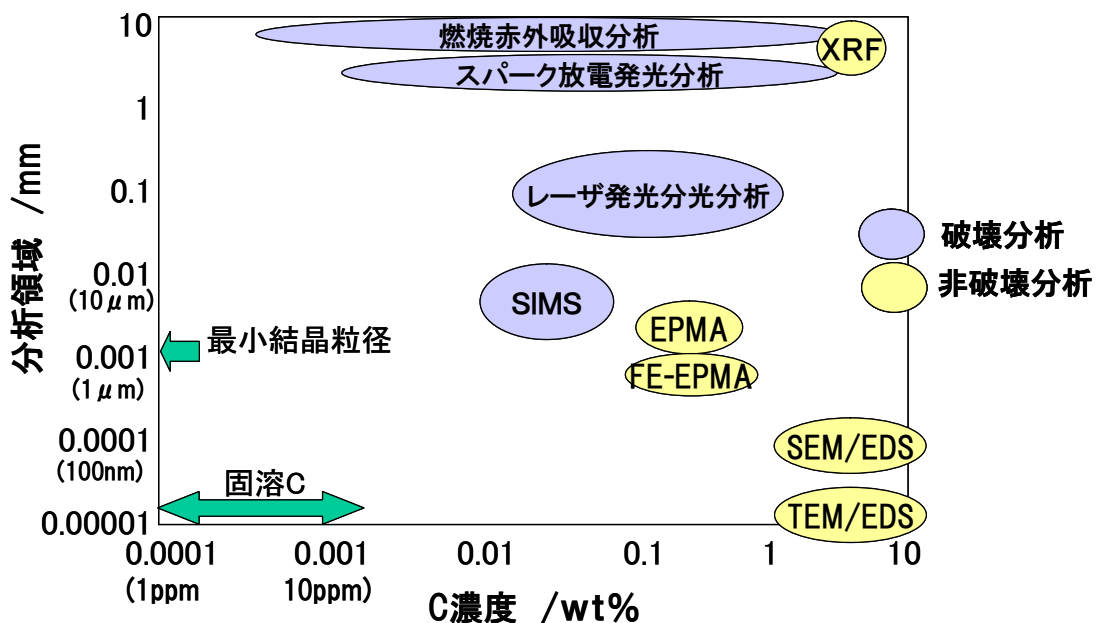 10
燃焼赤外吸収分析
XRF
スパーク放電発光分析
1
分析領域 /mm
0.1
レーザ発光分光分析
破壊分析
0.01
(10μm)
SIMS
非破壊分析
EPMA
最小結晶粒径
0.001
(1μm)
FE-EPMA
0.0001
(100nm)
SEM/EDS
固溶C
0.00001
TEM/EDS
0.0001 0.001 0.01 0.1 1 10
(1ppm 10ppm)
C濃度 /wt%